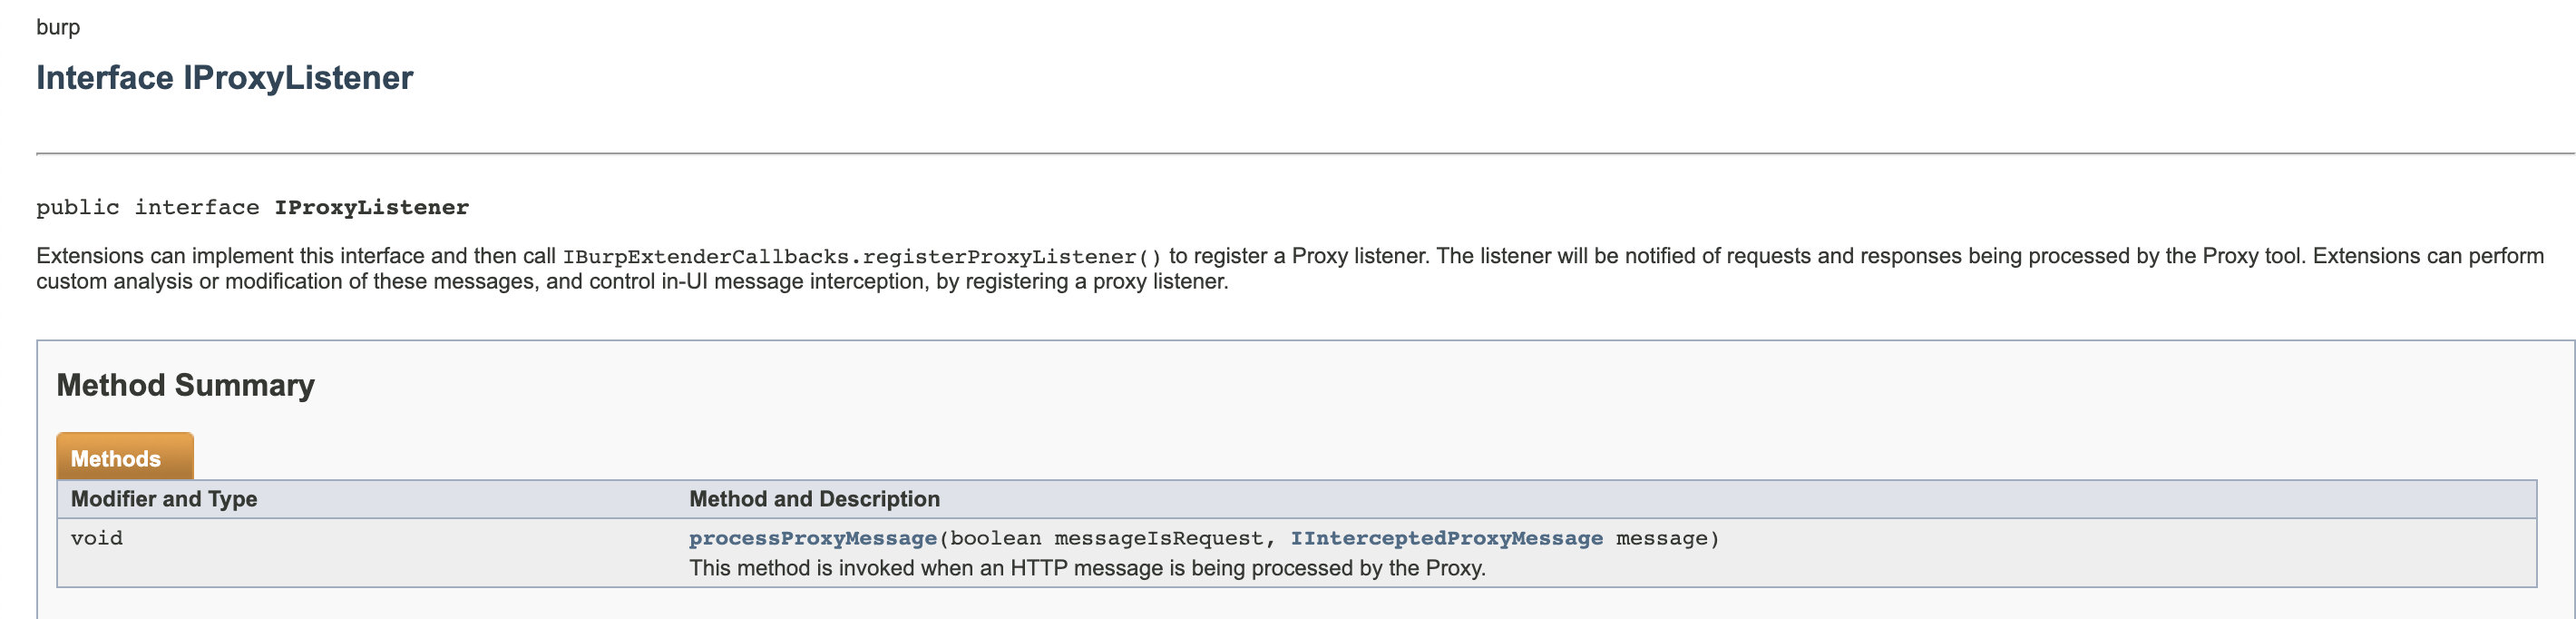 burp
Interface IProxyListener
public interface IProxyListener
Extensions can implement this interface and then call IBurpExtenderCallbacks.registerProxyListener() to register a Proxy listener. The listener will be notified of requests and responses being processed by the Proxy tool. Extensions can perform
custom analysis or modification of these messages, and control in-UI message interception, by registering a proxy listener.
Method Summary
Methods
Modifier and Type Method and Description
void processProxyMessage(boolean messageIsRequest, IInterceptedProxyMessage message)
This method is invoked when an HTTP message is being processed by the Proxy.